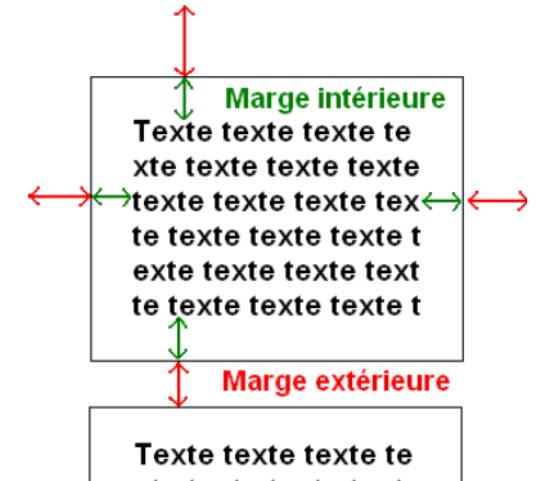 Marge intérieure
Texte texte texte te
xte texte texte texte
texte texte texte tex
te texte texte texte t
exte texte texte text
te texte texte texte t
Marge extérieure
Texte texte texte te